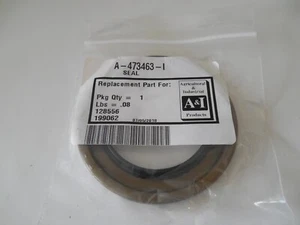 A-473463-I
SEAL
Replacement Part For:
Pkg Qty = 1
Lbs = .08
128556
199062
Agricultural
& Industrial
A&I
Products